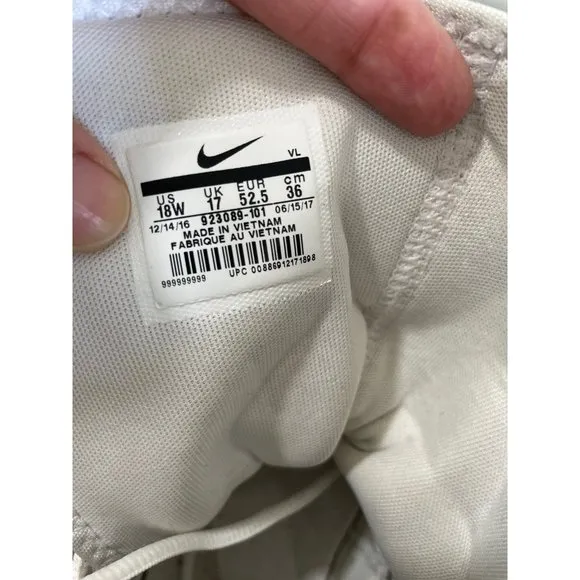 VL
US UK EUR cm
18W 17 52.5 36
12/14/16 923089-101 06/15/17
MADE IN VIETNAM
FABRIQUE AU VIETNAM
999999999 UPC 00886912171898